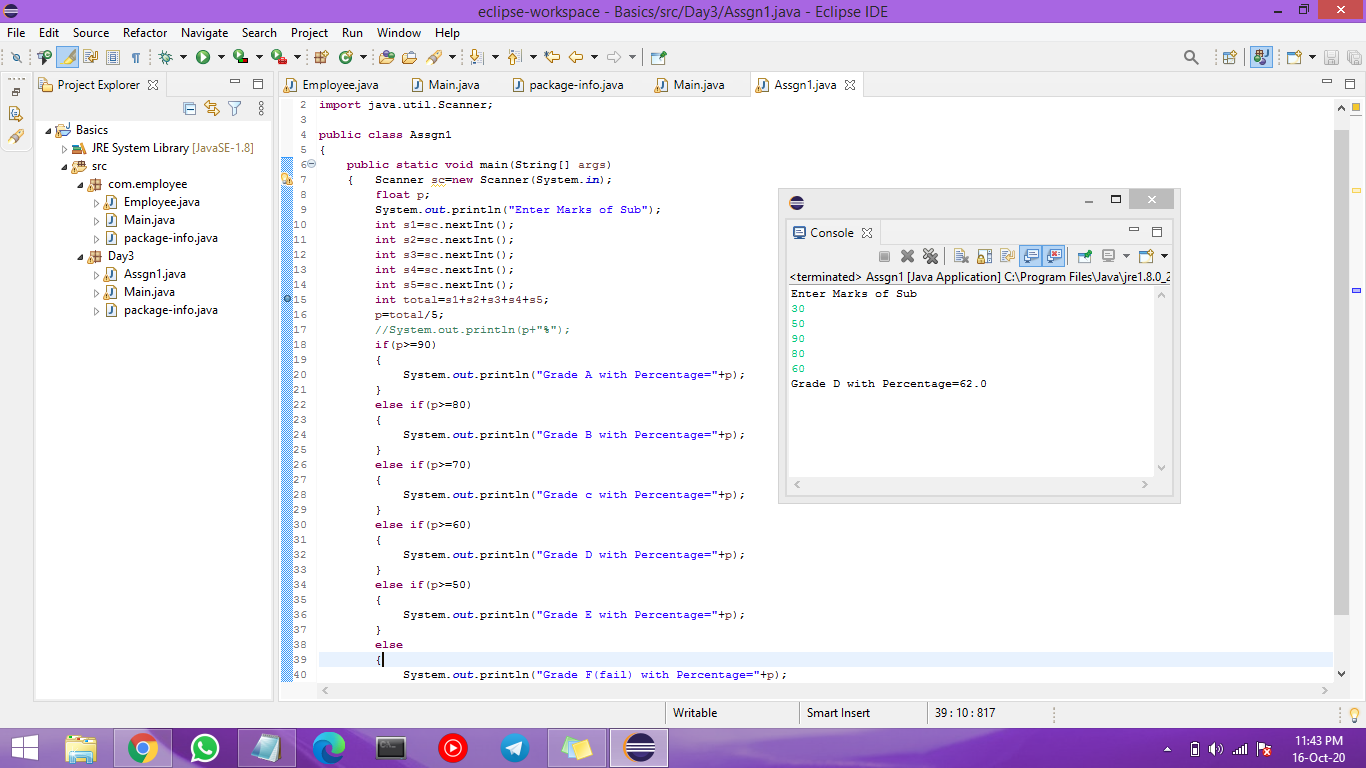 eclipse-workspace - Basics/src/Day3/Assgn1.java - Eclipse IDE
File Edit Source Refactor Navigate Search Project Run Window Help
Project Explorer
Basics
JRE System Library [JavaSE-1.8]
src
com.employee
Employee.java
Main.java
package-info.java
Day3
Assgn1.java
Main.java
package-info.java
Employee.java Main.java package-info.java Main.java Assgn1.java
2 import java.util.Scanner;
3
4 public class Assgn1
5 {
6 public static void main(String[] args)
7 { Scanner sc=new Scanner(System.in);
8 float p;
9 System.out.println("Enter Marks of Sub");
10 int s1=sc.nextInt();
11 int s2=sc.nextInt();
12 int s3=sc.nextInt();
13 int s4=sc.nextInt();
14 int s5=sc.nextInt();
15 int total=s1+s2+s3+s4+s5;
16 p=total/5;
17 //System.out.println(p+"%");
18 if(p>=90)
19 {
20 System.out.println("Grade A with Percentage="+p);
21 }
22 else if(p>=80)
23 {
24 System.out.println("Grade B with Percentage="+p);
25 }
26 else if(p>=70)
27 {
28 System.out.println("Grade c with Percentage="+p);
29 }
30 else if(p>=60)
31 {
32 System.out.println("Grade D with Percentage="+p);
33 }
34 else if(p>=50)
35 {
36 System.out.println("Grade E with Percentage="+p);
37 }
38 else
39 {
40 System.out.println("Grade F(fail) with Percentage="+p);
Console
<terminated> Assgn1 [Java Application] C:\Program Files\Java\jre1.8.0_2
Enter Marks of Sub
30
50
90
80
60
Grade D with Percentage=62.0
Writable Smart Insert 39 : 10 : 817
11:43 PM
16-Oct-20